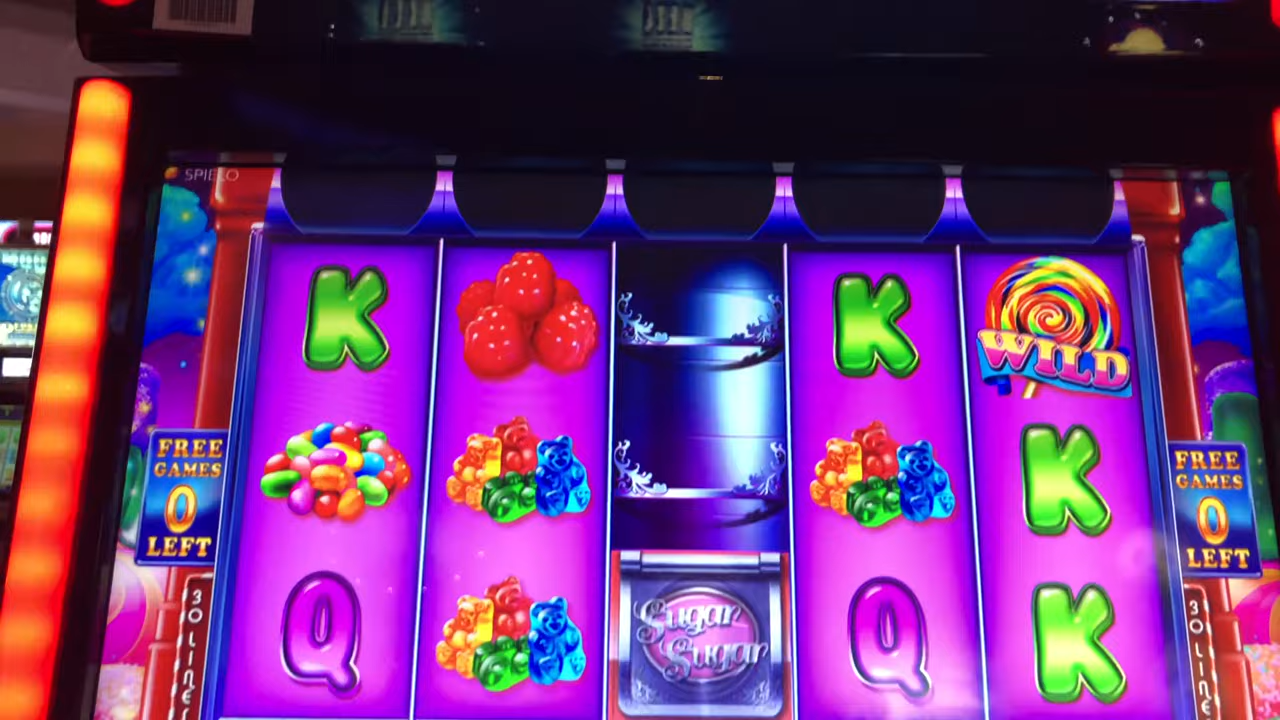 SPIELO
K
K
WILD
FREE
GAMES
0
LEFT
K
FREE
GAMES
0
LEFT
30 LINES
Q
Sugar
Sugar
Q
K
30 LINES